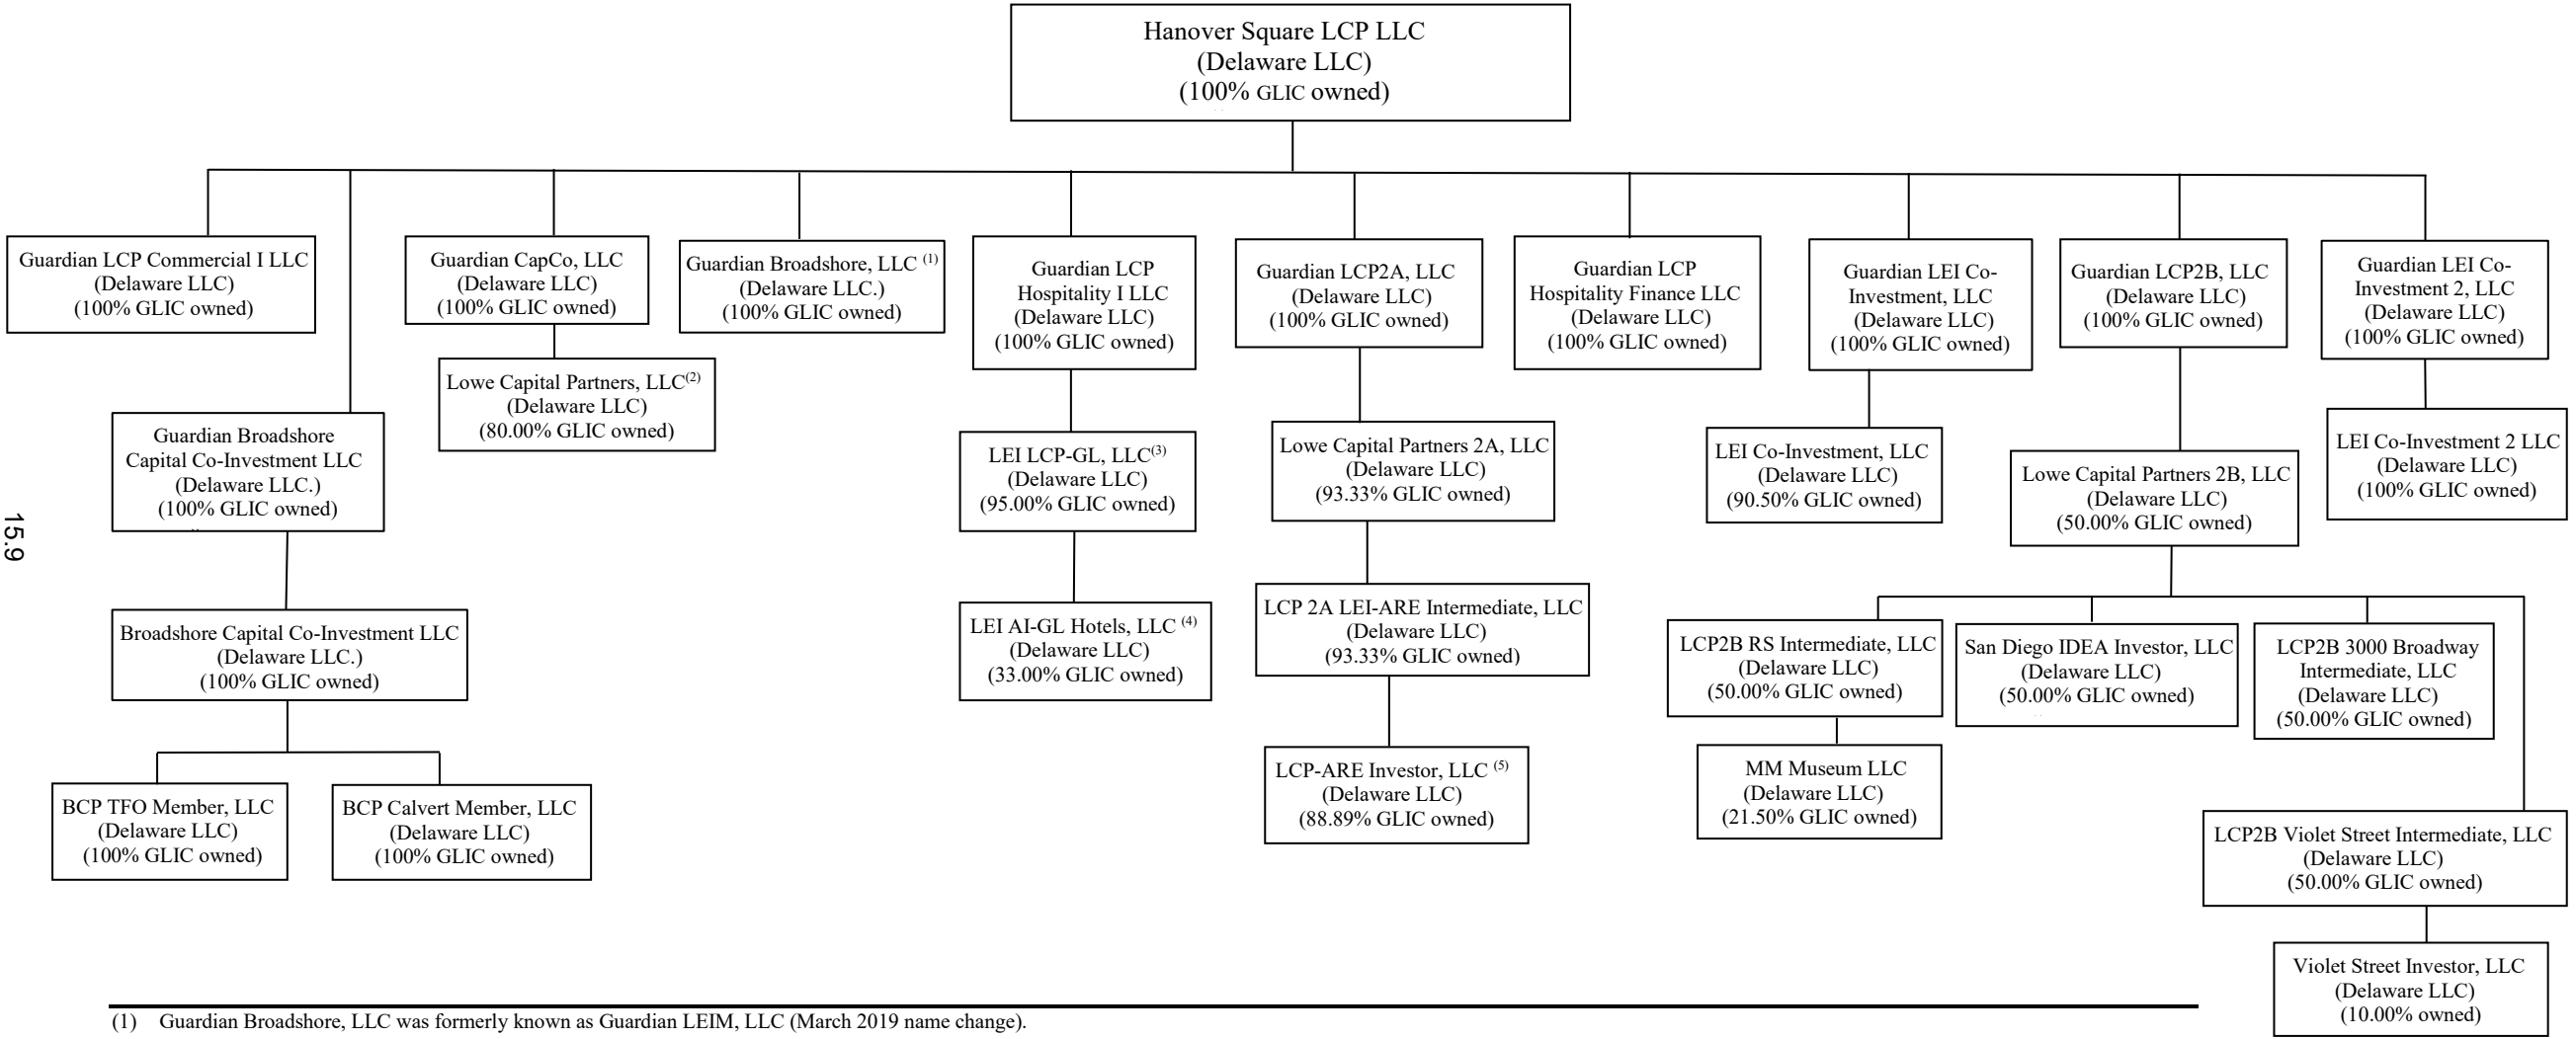 Hanover Square LCP LLC
(Delaware LLC)
(100% GLIC owned)
Guardian LCP Commercial I LLC
(Delaware LLC)
(100% GLIC owned)
Guardian CapCo, LLC
(Delaware LLC)
(100% GLIC owned)
Guardian Broadshore, LLC (1)
(Delaware LLC.)
(100% GLIC owned)
Guardian LCP
Hospitality I LLC
(Delaware LLC)
(100% GLIC owned)
Guardian LCP2A, LLC
(Delaware LLC)
(100% GLIC owned)
Guardian LCP
Hospitality Finance LLC
(Delaware LLC)
(100% GLIC owned)
Guardian LEI Co-
Investment, LLC
(Delaware LLC)
(100% GLIC owned)
Guardian LCP2B, LLC
(Delaware LLC)
(100% GLIC owned)
Guardian LEI Co-
Investment 2, LLC
(Delaware LLC)
(100% GLIC owned)
Lowe Capital Partners, LLC(2)
(Delaware LLC)
(80.00% GLIC owned)
Guardian Broadshore
Capital Co-Investment LLC
(Delaware LLC.)
(100% GLIC owned)
LEI LCP-GL, LLC(3)
(Delaware LLC)
(95.00% GLIC owned)
Lowe Capital Partners 2A, LLC
(Delaware LLC)
(93.33% GLIC owned)
LEI Co-Investment, LLC
(Delaware LLC)
(90.50% GLIC owned)
Lowe Capital Partners 2B, LLC
(Delaware LLC)
(50.00% GLIC owned)
LEI Co-Investment 2 LLC
(Delaware LLC)
(100% GLIC owned)
15.9
Broadshore Capital Co-Investment LLC
(Delaware LLC.)
(100% GLIC owned)
LEI AI-GL Hotels, LLC (4)
(Delaware LLC)
(33.00% GLIC owned)
LCP 2A LEI-ARE Intermediate, LLC
(Delaware LLC)
(93.33% GLIC owned)
LCP2B RS Intermediate, LLC
(Delaware LLC)
(50.00% GLIC owned)
San Diego IDEA Investor, LLC
(Delaware LLC)
(50.00% GLIC owned)
LCP2B 3000 Broadway
Intermediate, LLC
(Delaware LLC)
(50.00% GLIC owned)
BCP TFO Member, LLC
(Delaware LLC)
(100% GLIC owned)
BCP Calvert Member, LLC
(Delaware LLC)
(100% GLIC owned)
LCP-ARE Investor, LLC (5)
(Delaware LLC)
(88.89% GLIC owned)
MM Museum LLC
(Delaware LLC)
(21.50% GLIC owned)
LCP2B Violet Street Intermediate, LLC
(Delaware LLC)
(50.00% GLIC owned)
Violet Street Investor, LLC
(Delaware LLC)
(10.00% owned)
(1) Guardian Broadshore, LLC was formerly known as Guardian LEIM, LLC (March 2019 name change).